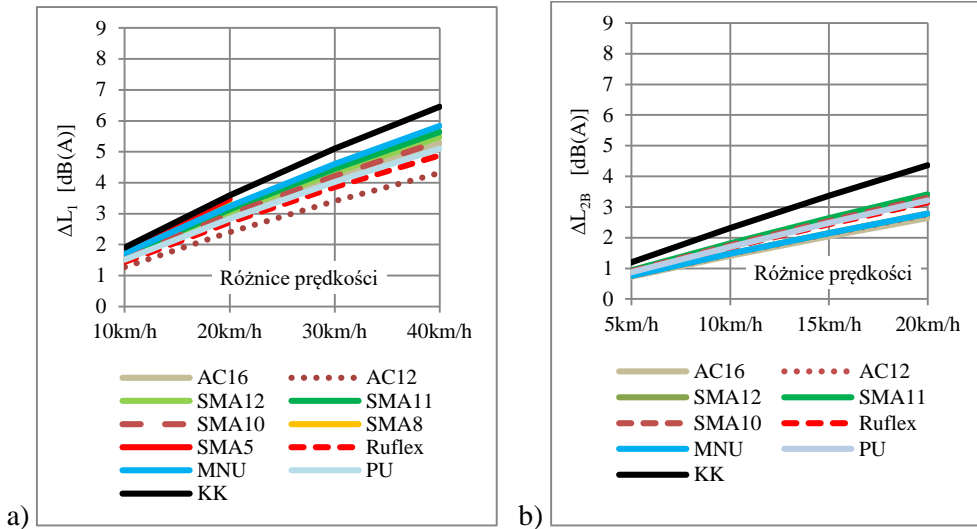 9
8
7
6
5
4
3
2
1
0
ΔL1 [dB(A)]
Różnice prędkości
10km/h 20km/h 30km/h 40km/h
AC16 AC12
SMA12 SMA11
SMA10 SMA8
SMA5 Ruflex
MNU PU
KK
a)
9
8
7
6
5
4
3
2
1
0
ΔL2B [dB(A)]
Różnice prędkości
5km/h 10km/h 15km/h 20km/h
AC16 AC12
SMA12 SMA11
SMA10 Ruflex
MNU PU
KK
b)